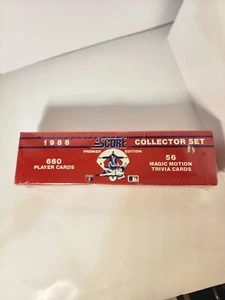 1988 SCORE COLLECTOR SET
PREMIER EDITION
660 56
PLAYER CARDS MAGIC MOTION
TRIVIA CARDS